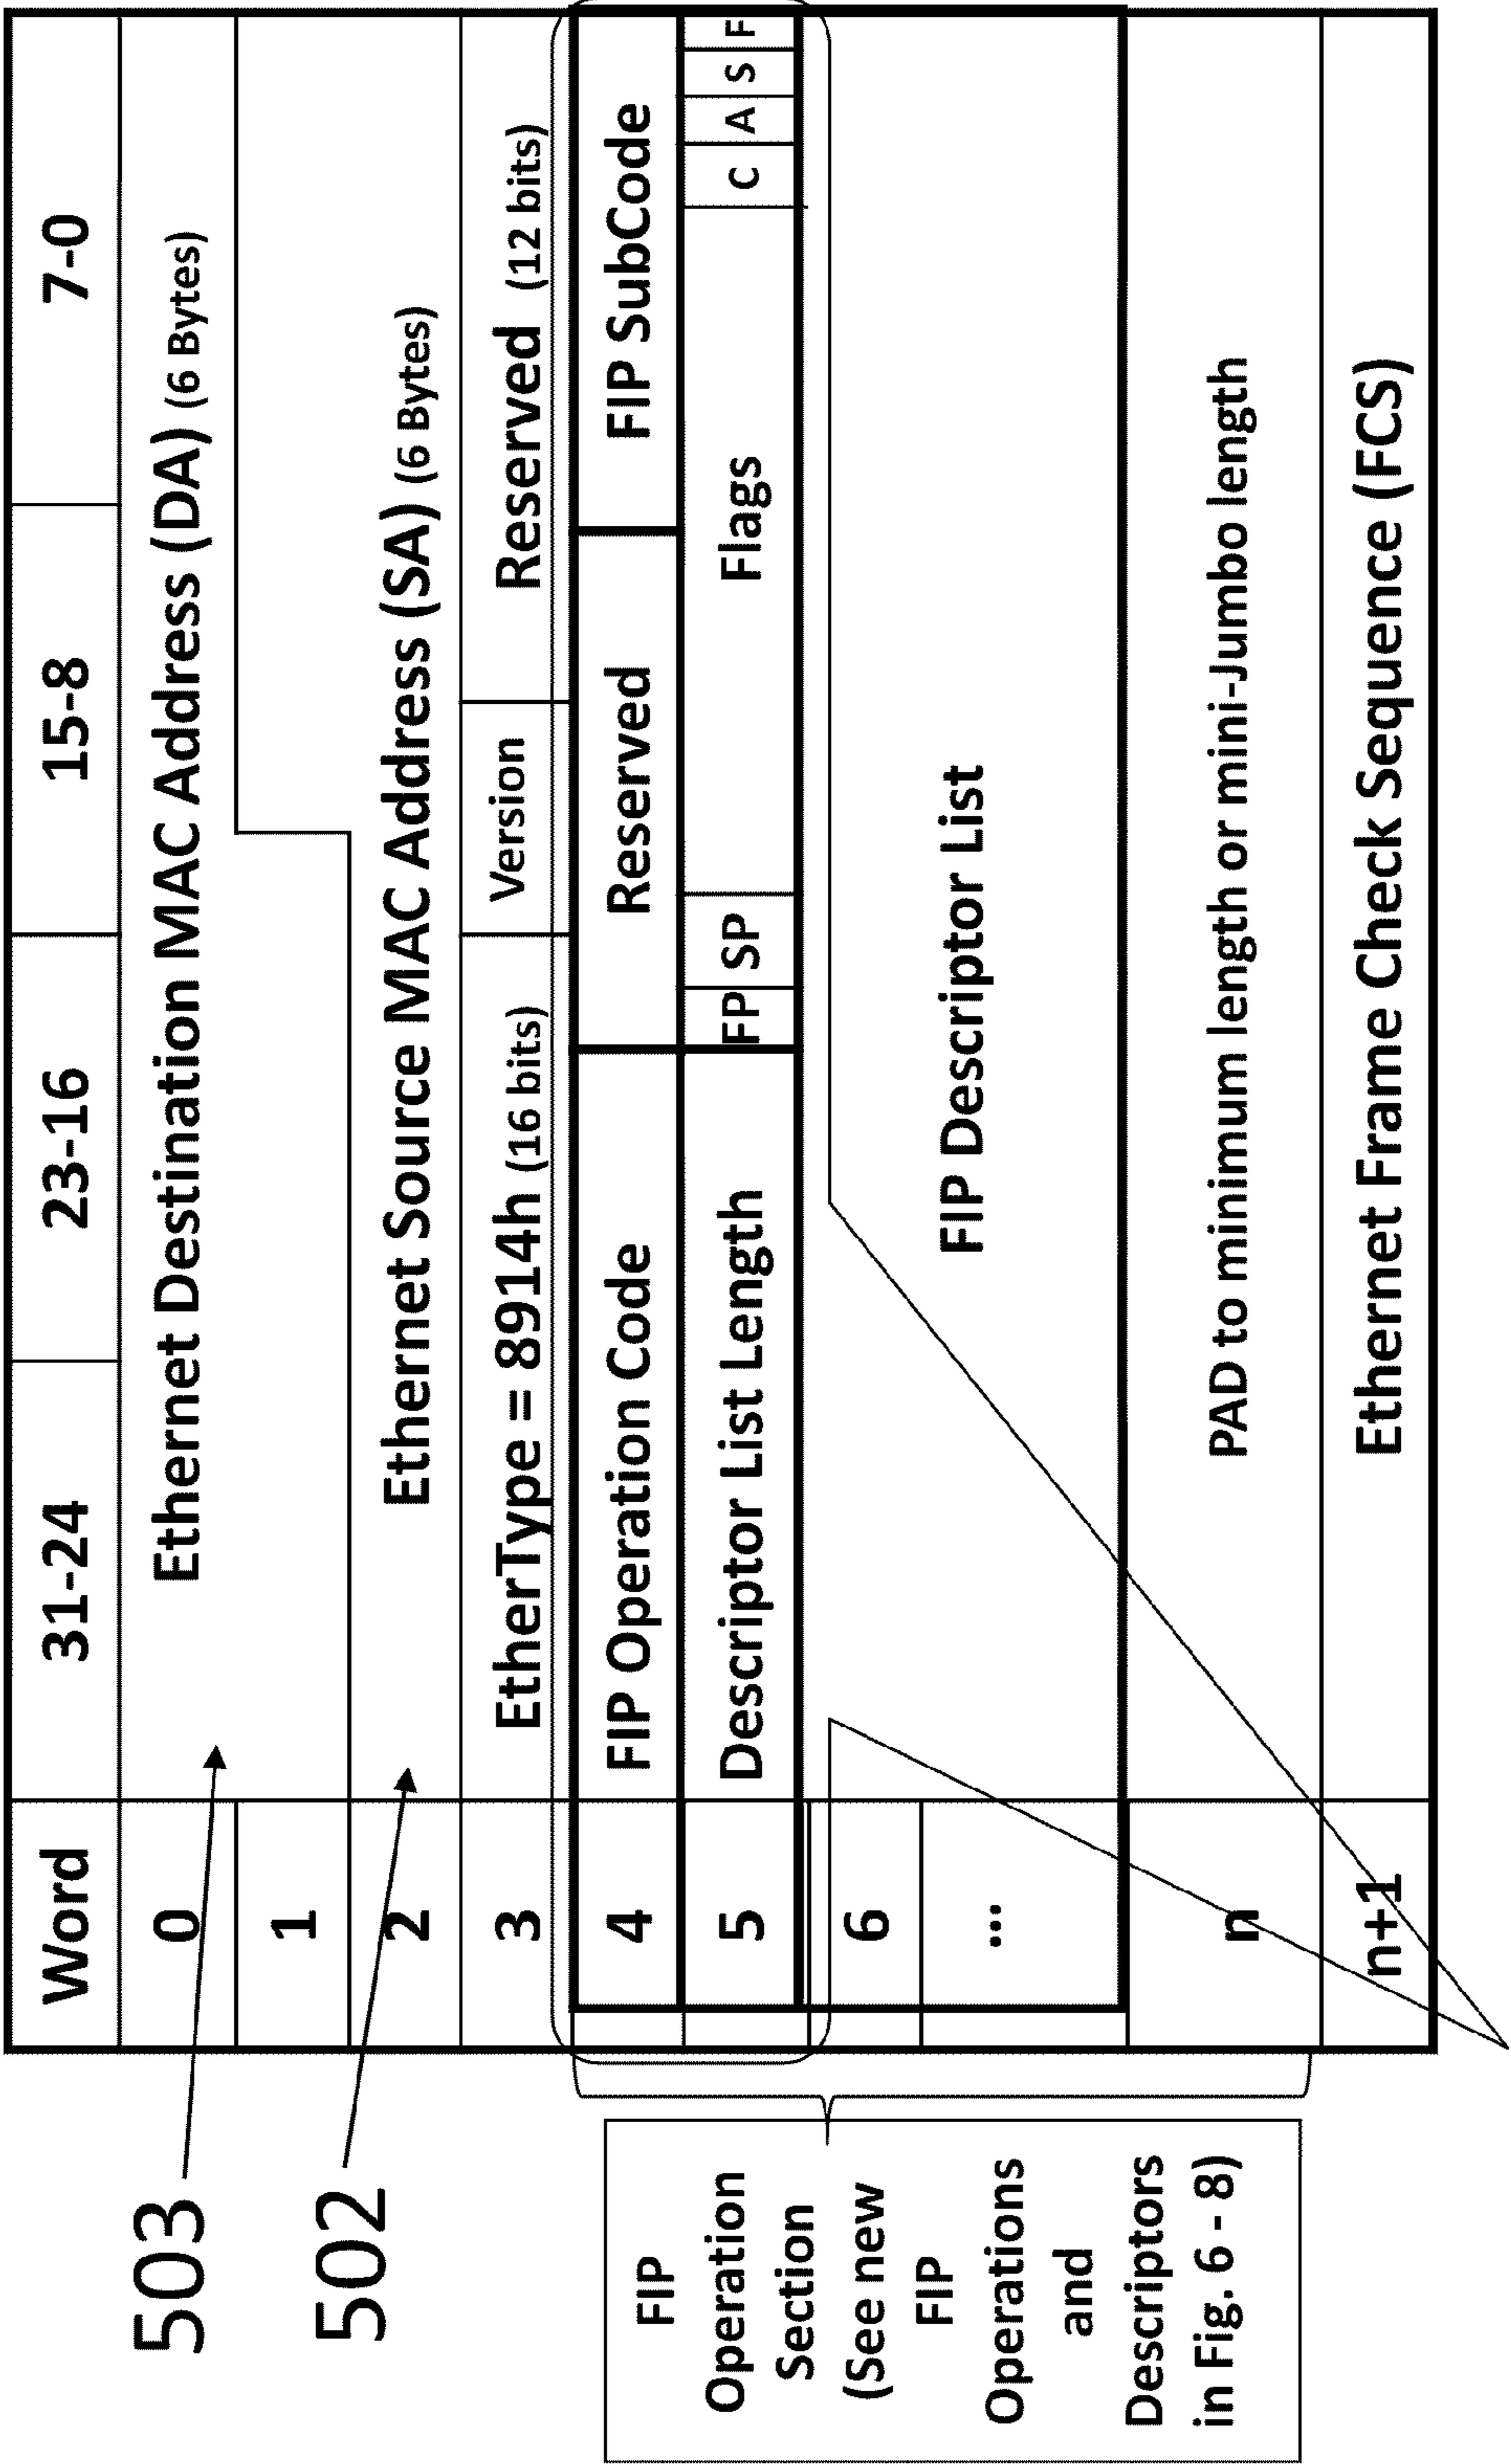 Word 31-24 23-16 15-8 7-0
0 Ethernet Destination MAC Address (DA) (6 Bytes)
1
2 Ethernet Source MAC Address (SA) (6 Bytes)
3 EtherType = 8914h (16 bits) Version Reserved (12 bits)
4 FIP Operation Code Reserved FIP SubCode
5 Descriptor List Length FP SP Flags C A S F
6
... FIP Descriptor List
n PAD to minimum length or mini-Jumbo length
n+1 Ethernet Frame Check Sequence (FCS)
503
502
FIP
Operation
Section
(See new
FIP
Operations
and
Descriptors
in Fig. 6 - 8)